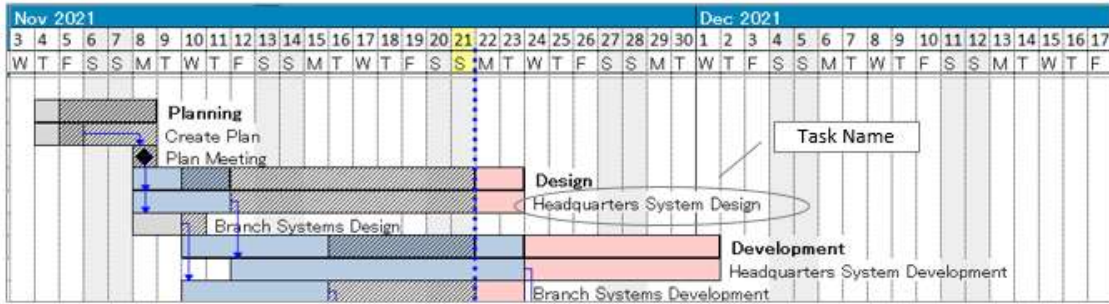 Nov 2021 Dec 2021
3 4 5 6 7 8 9 10 11 12 13 14 15 16 17 18 19 20 21 22 23 24 25 26 27 28 29 30 1 2 3 4 5 6 7 8 9 10 11 12 13 14 15 16 17
W T F S S M T W T F S S M T W T F S S M T W T F S S M T W T F S S M T W T F S S M T W T F
Planning
Create Plan
Task Name
Plan Meeting
Design
Headquarters System Design
Branch Systems Design
Development
Headquarters System Development
Branch Systems Development